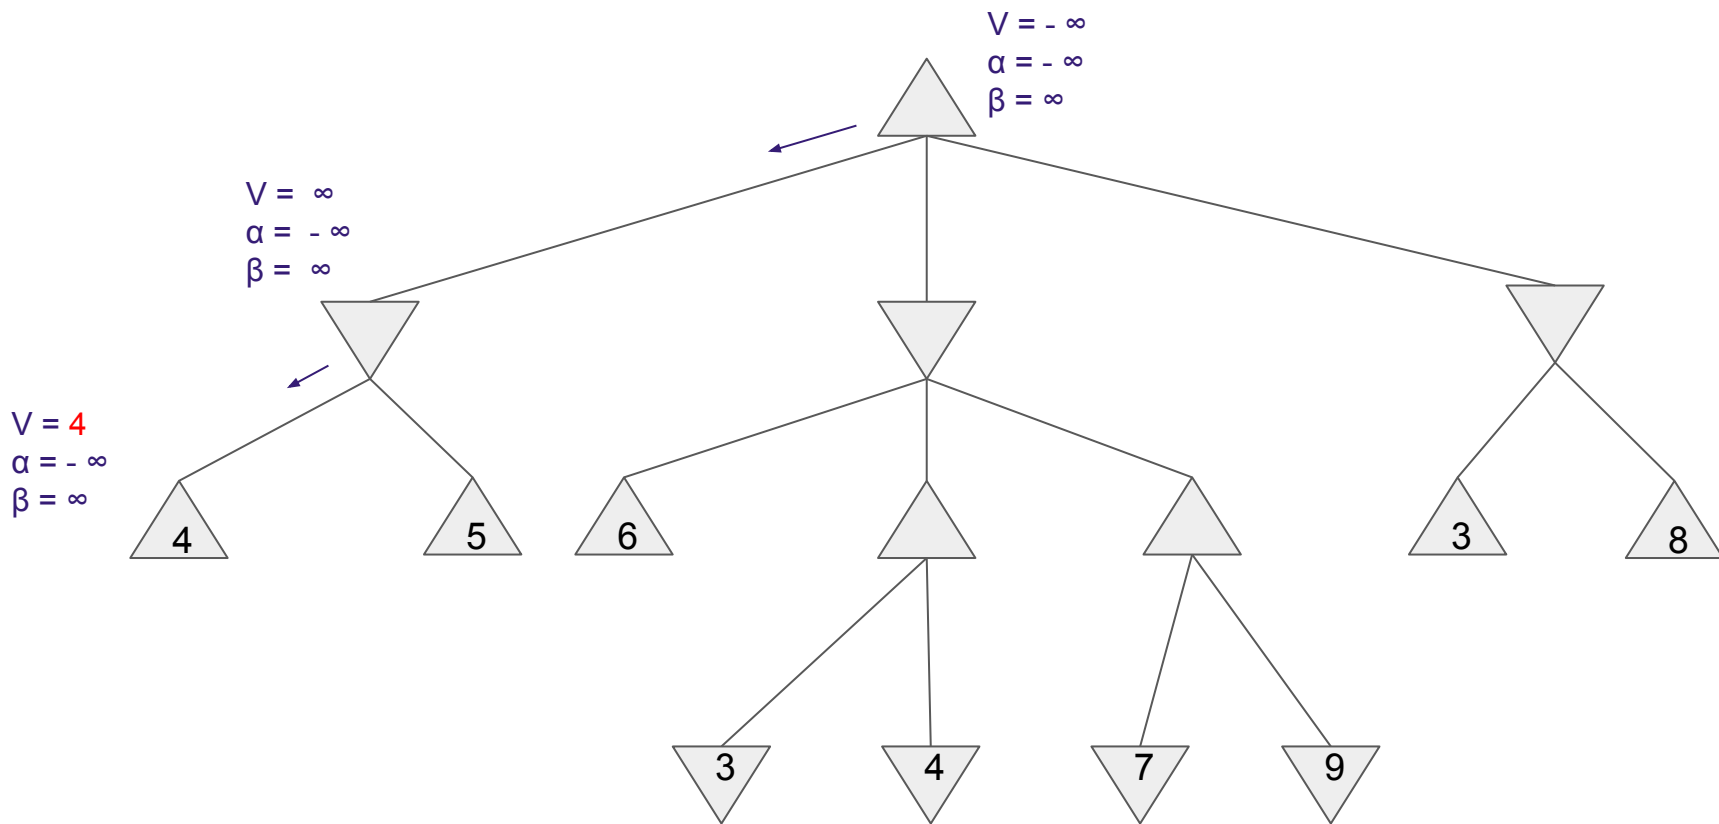 V = - ∞
α = - ∞
β = ∞
V = ∞
α = - ∞
β = ∞
V = 4
α = - ∞
β = ∞
4
5
6
3
8
3
4
7
9